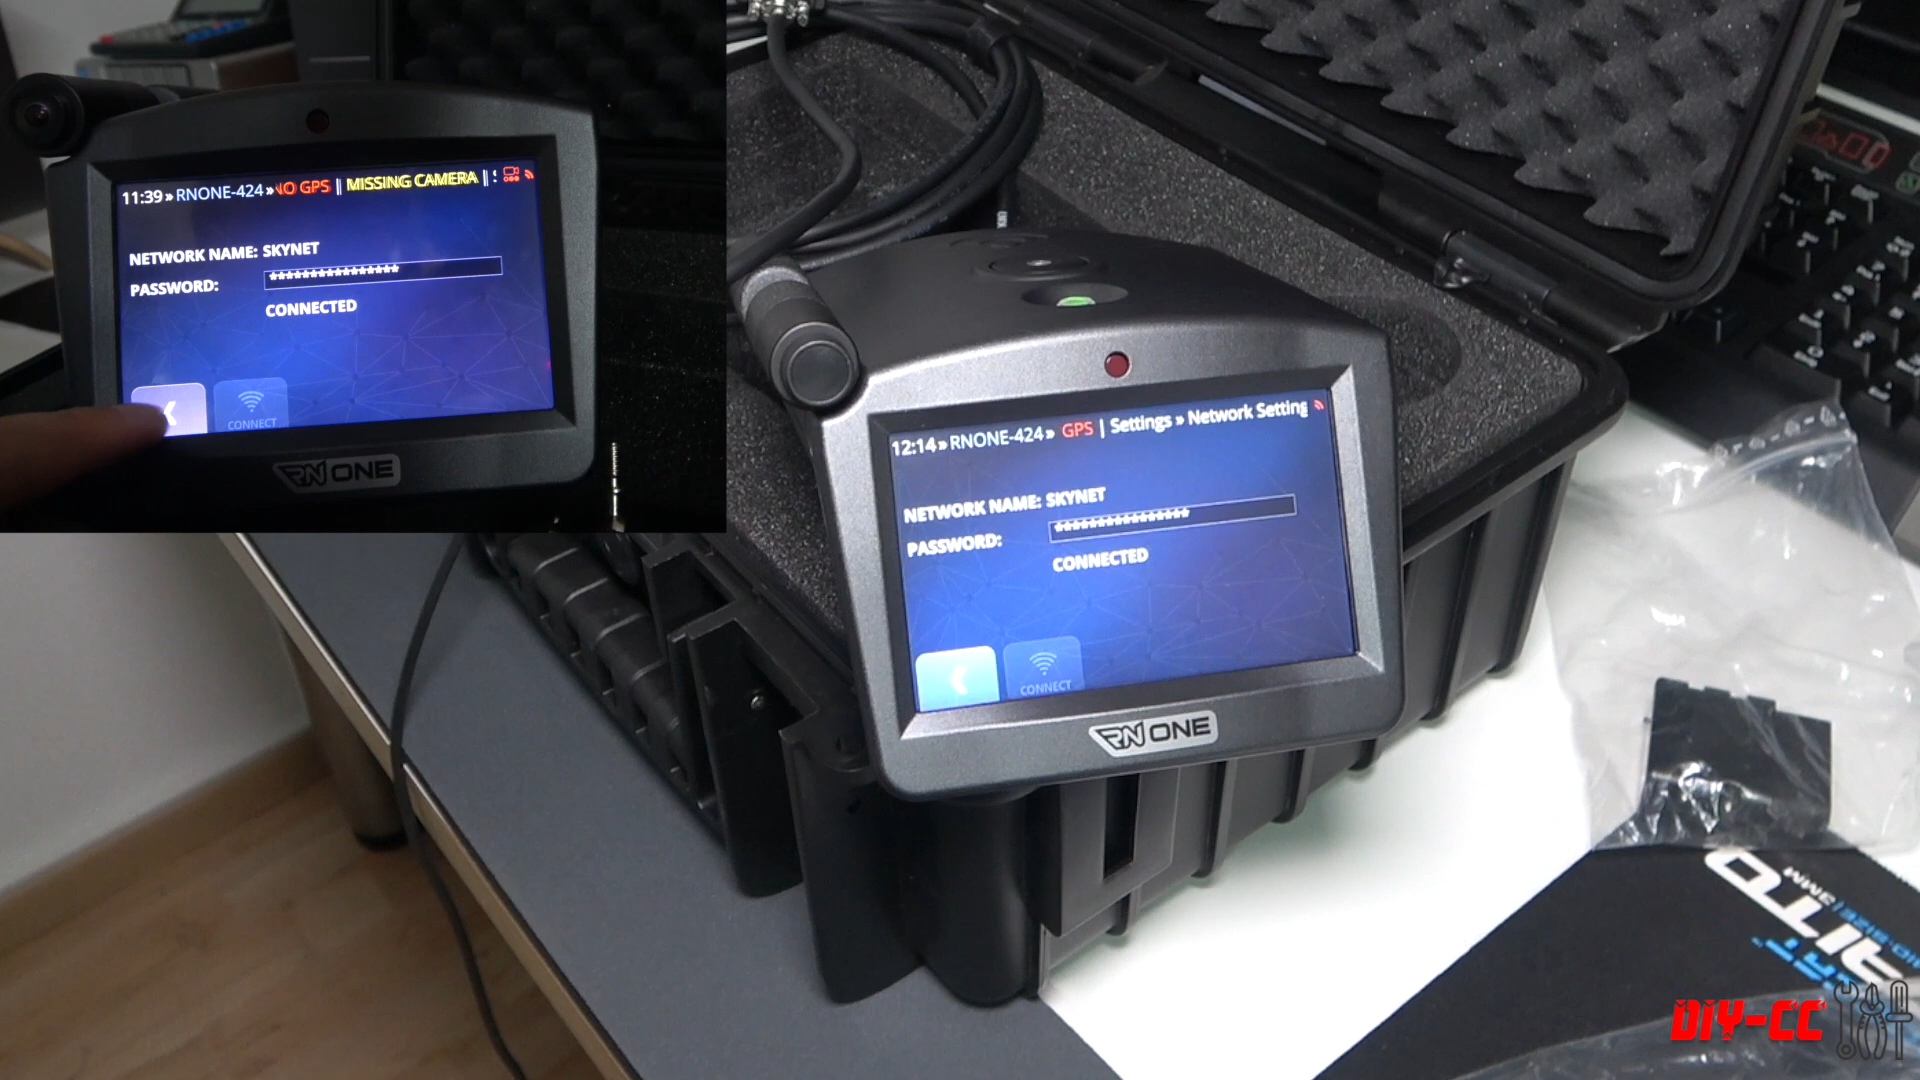 11:39 » RNONE-424 » NO GPS || MISSING CAMERA ||
NETWORK NAME: SKYNET
PASSWORD: ****************
CONNECTED
CONNECT
RN ONE
12:14 » RNONE-424 » GPS | Settings » Network Setting
NETWORK NAME: SKYNET
PASSWORD: ****************
CONNECTED
CONNECT
RN ONE
3MM
DiY-CC